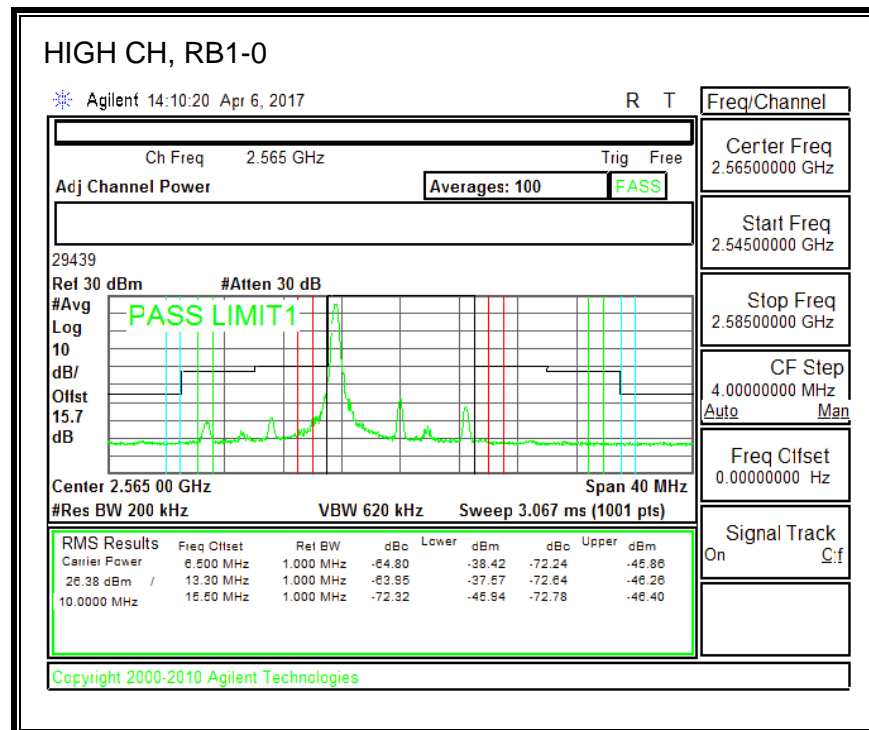 HIGH CH, RB1-0
Agilent 14:10:20 Apr 6, 2017 R T
Freq/Channel
Ch Freq 2.565 GHz Trig Free
Adj Channel Power Averages: 100 PASS
29439
Ref 30 dBm #Atten 30 dB
#Avg
Log
10
dB/
Offst
15.7
dB
PASS LIMIT1
Center 2.565 00 GHz Span 40 MHz
#Res BW 200 kHz VBW 620 kHz Sweep 3.067 ms (1001 pts)
RMS Results Freq Offset Ref BW dBc Lower dBm dBc Upper dBm
Carrier Power 6.500 MHz 1.000 MHz -64.80 -38.42 -72.24 -45.86
26.38 dBm / 13.30 MHz 1.000 MHz -63.95 -37.57 -72.64 -46.26
10.0000 MHz 15.50 MHz 1.000 MHz -72.32 -45.94 -72.78 -46.40
Center Freq
2.56500000 GHz
Start Freq
2.54500000 GHz
Stop Freq
2.58500000 GHz
CF Step
4.00000000 MHz
Auto Man
Freq Offset
0.00000000 Hz
Signal Track
On Off
Copyright 2000-2010 Agilent Technologies